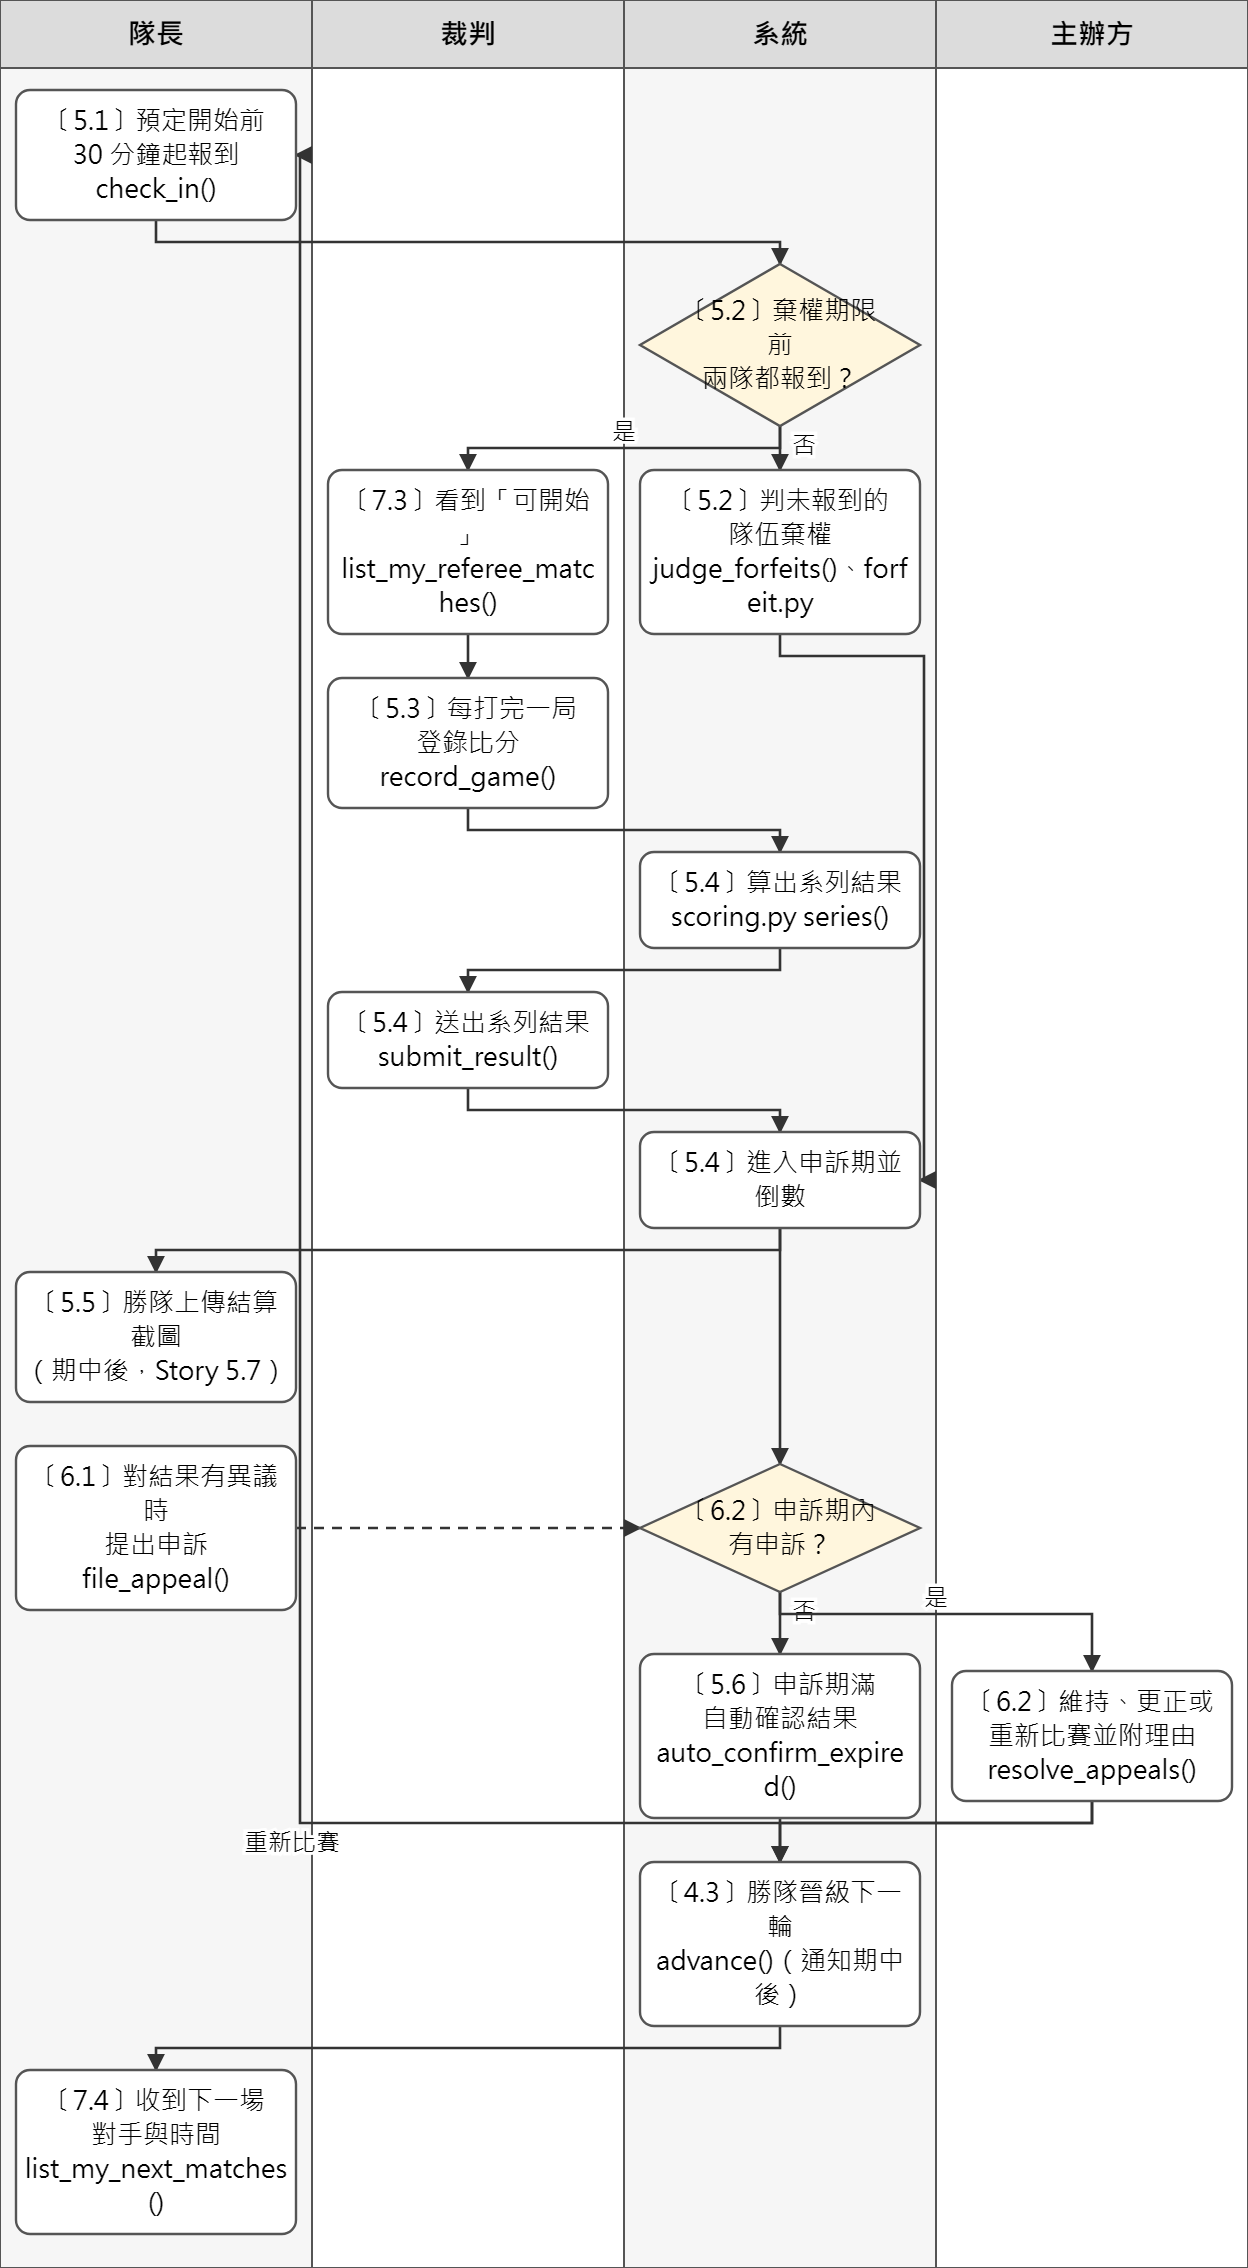 隊長
裁判
系統
主辦方
〔5.1〕預定開始前
30 分鐘起報到
check_in()
〔5.2〕棄權期限
前
兩隊都報到？
是
否
〔7.3〕看到「可開始
」
list_my_referee_matc
hes()
〔5.2〕判未報到的
隊伍棄權
judge_forfeits()、forf
eit.py
〔5.3〕每打完一局
登錄比分
record_game()
〔5.4〕算出系列結果
scoring.py series()
〔5.4〕送出系列結果
submit_result()
〔5.4〕進入申訴期並
倒數
〔5.5〕勝隊上傳結算
截圖
（期中後，Story 5.7）
〔6.1〕對結果有異議
時
提出申訴
file_appeal()
〔6.2〕申訴期內
有申訴？
否
是
〔5.6〕申訴期滿
自動確認結果
auto_confirm_expire
d()
〔6.2〕維持、更正或
重新比賽並附理由
resolve_appeals()
重新比賽
〔4.3〕勝隊晉級下一
輪
advance()（通知期中
後）
〔7.4〕收到下一場
對手與時間
list_my_next_matches
()